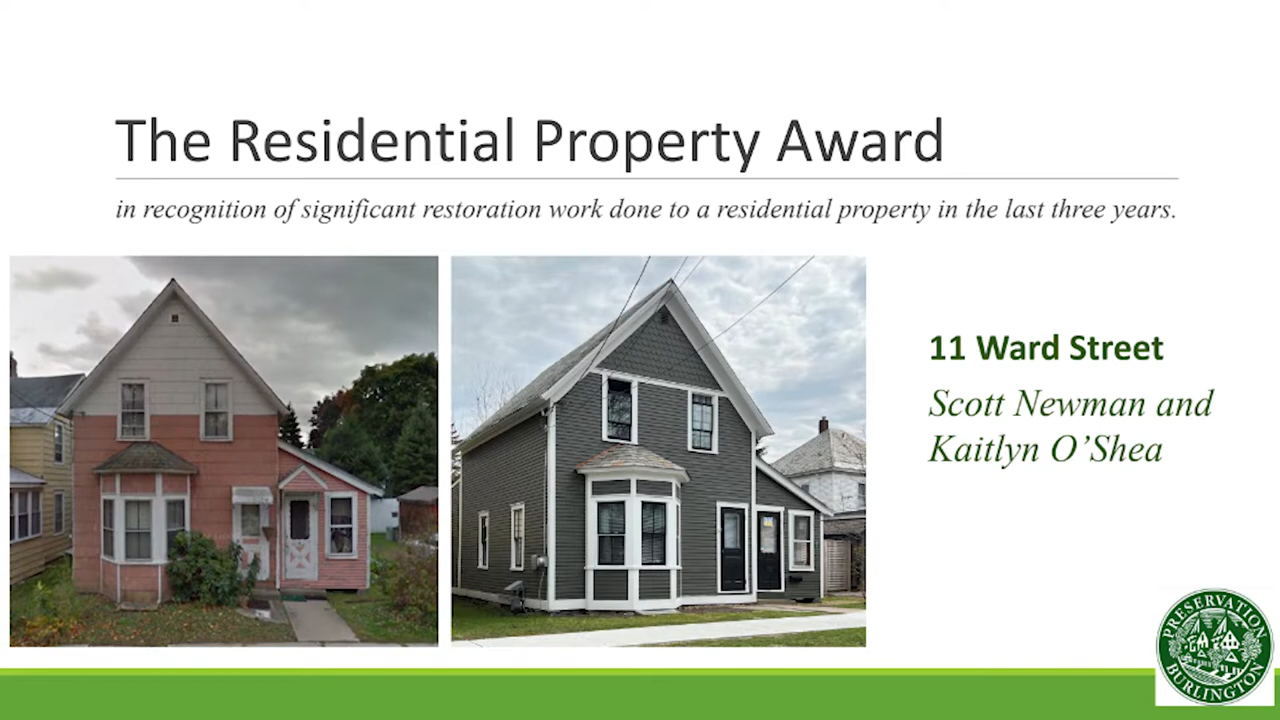 The Residential Property Award
in recognition of significant restoration work done to a residential property in the last three years.
11 Ward Street
Scott Newman and
Kaitlyn O’Shea
PRESERVATION
BURLINGTON